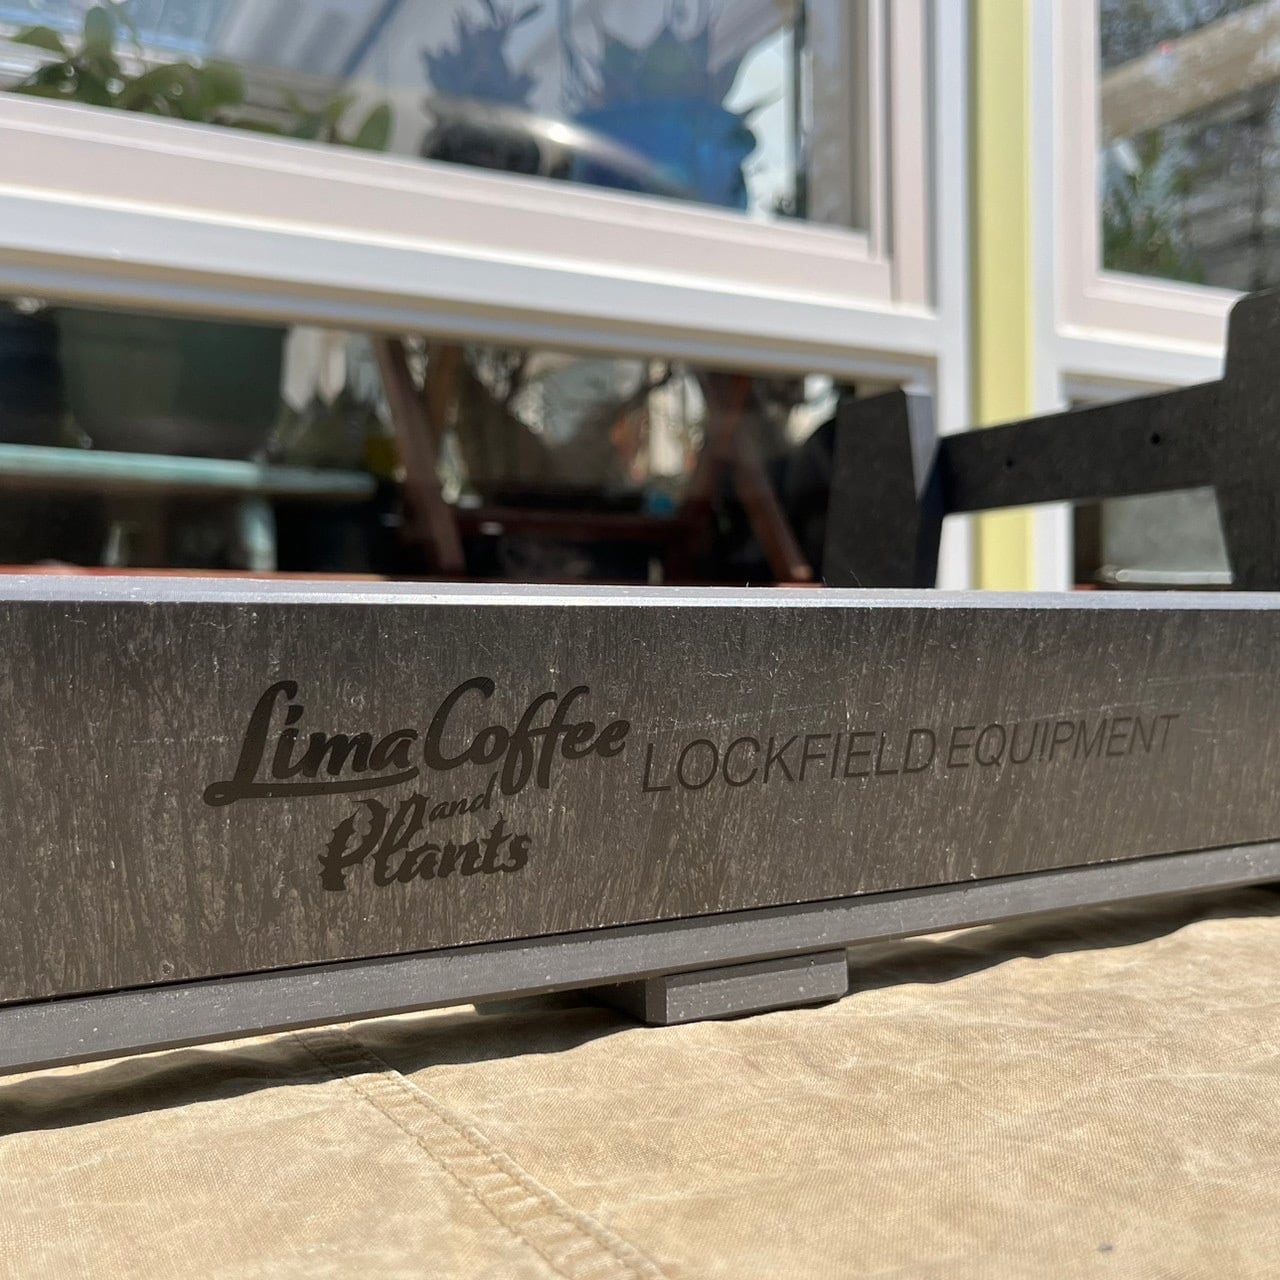 Lima Coffee
and
Plants
LOCKFIELD EQUIPMENT